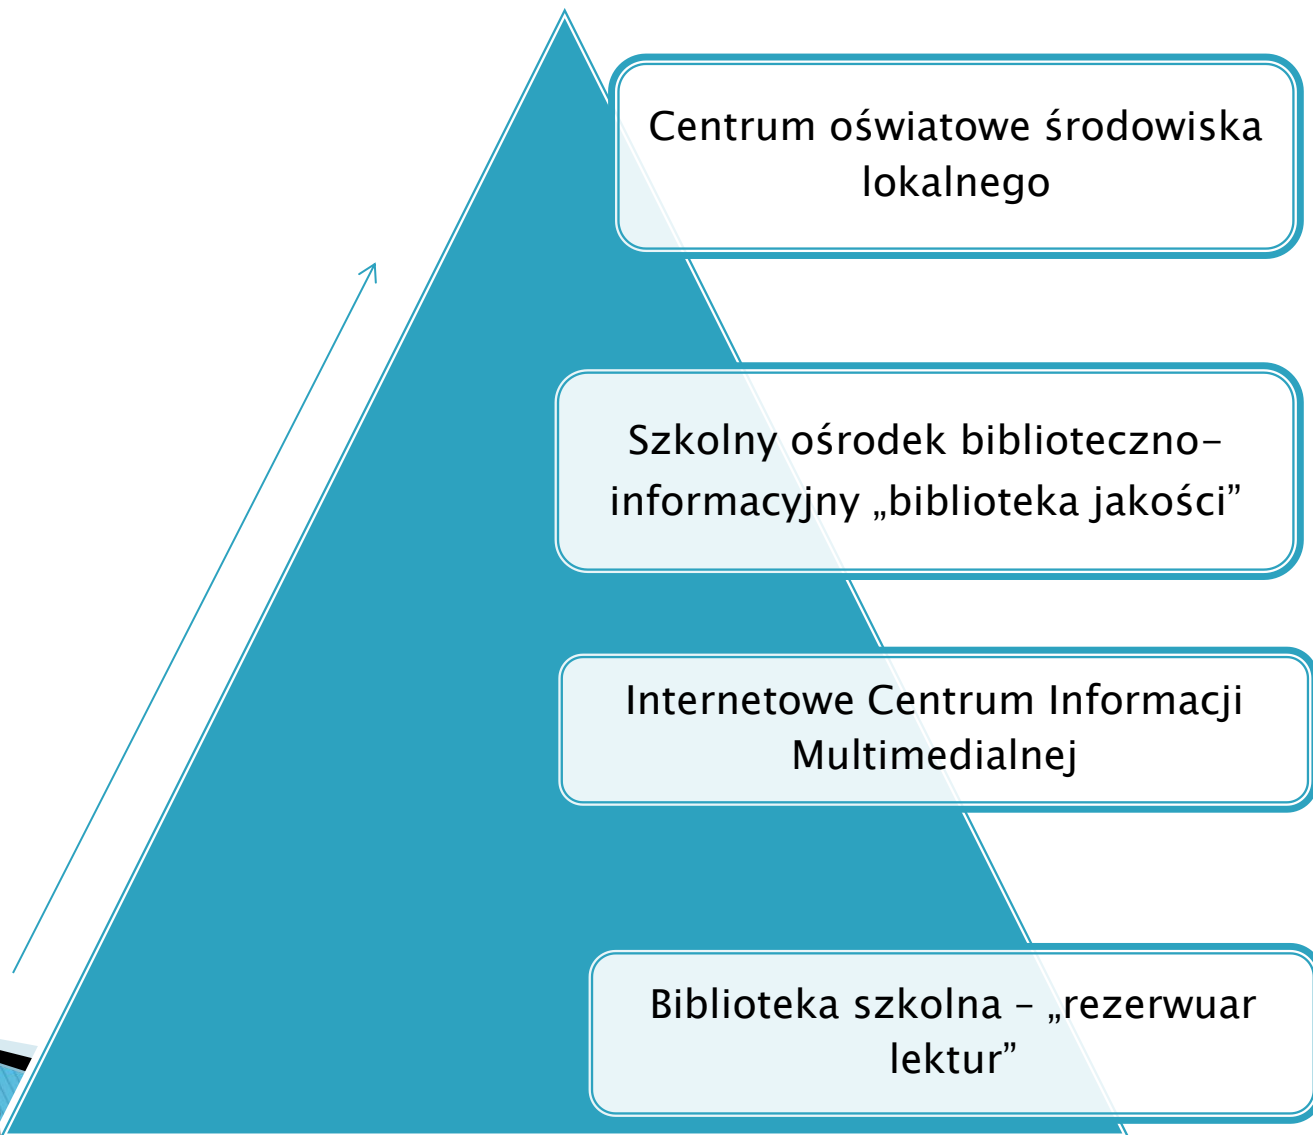 Centrum oświatowe środowiska
lokalnego
Szkolny ośrodek biblioteczno-
informacyjny „biblioteka jakości”
Internetowe Centrum Informacji
Multimedialnej
Biblioteka szkolna – „rezerwuar
lektur”